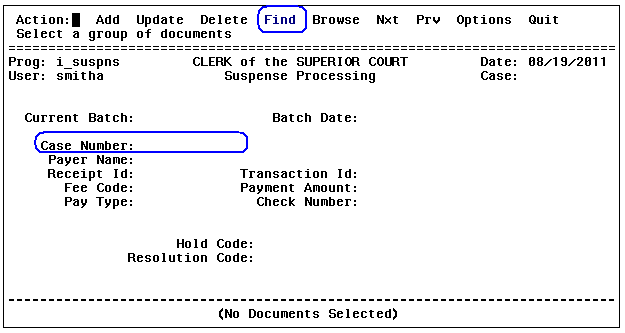 Action: Add Update Delete Find Browse Nxt Prv Options Quit
Select a group of documents
Prog: i_suspns CLERK of the SUPERIOR COURT Date: 08/19/2011
User: smitha Suspense Processing Case:
Current Batch: Batch Date:
Case Number:
Payer Name:
Receipt Id: Transaction Id:
Fee Code: Payment Amount:
Pay Type: Check Number:
Hold Code:
Resolution Code:
(No Documents Selected)